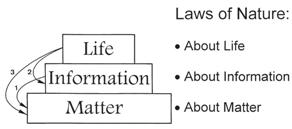 Laws of Nature:
Life
• About Life
3
2
1
Information
• About Information
Matter
• About Matter